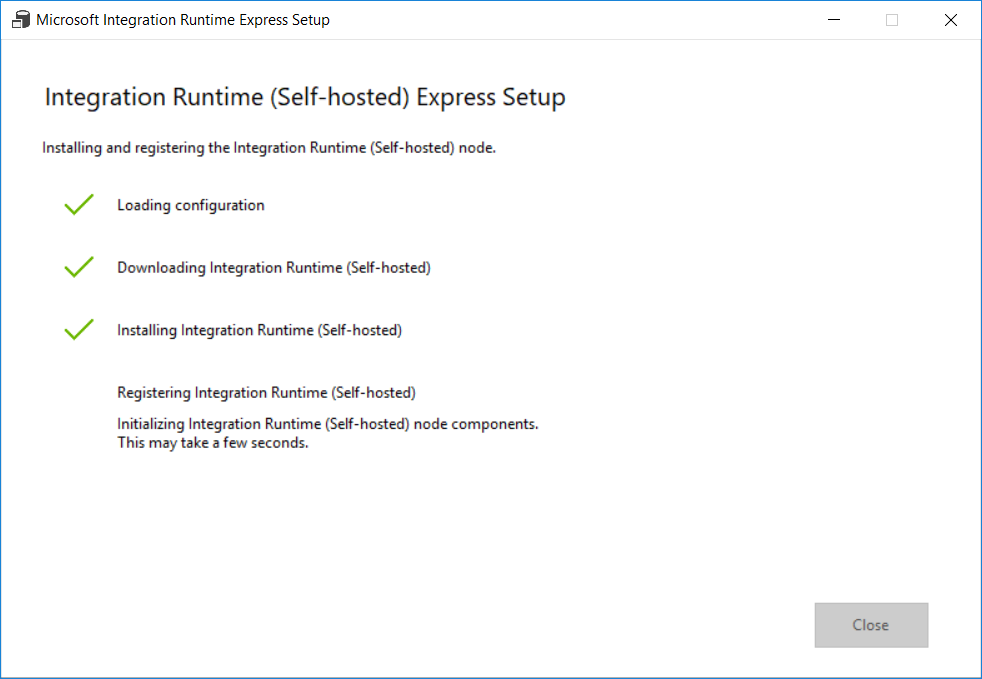 Microsoft Integration Runtime Express Setup
Integration Runtime (Self-hosted) Express Setup
Installing and registering the Integration Runtime (Self-hosted) node.
Loading configuration
Downloading Integration Runtime (Self-hosted)
Installing Integration Runtime (Self-hosted)
Registering Integration Runtime (Self-hosted)
Initializing Integration Runtime (Self-hosted) node components.
This may take a few seconds.
Close